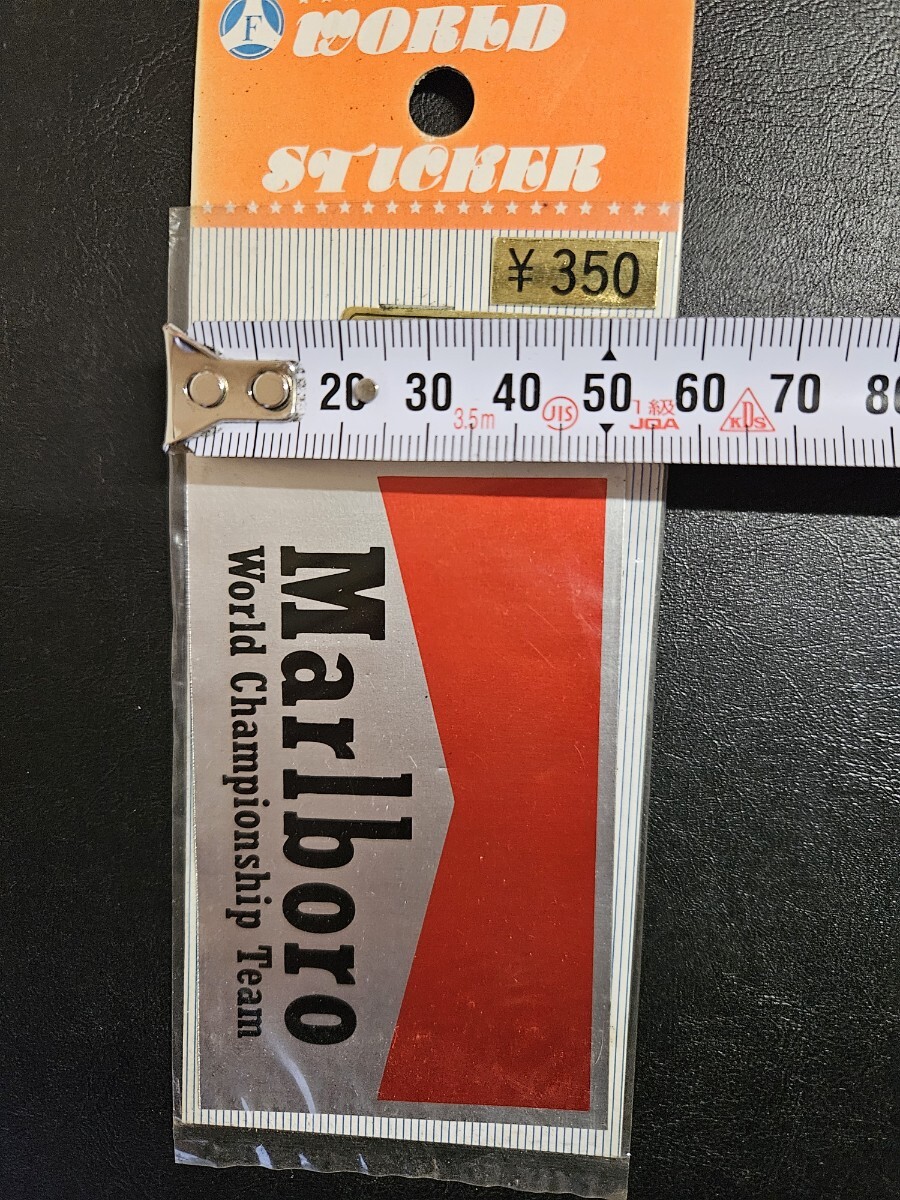 F
WORLD
STICKER
¥350
20 30 40 50 60 70 80
3.5m JIS 1級 JQA KDS
Marlboro
World Championship Team